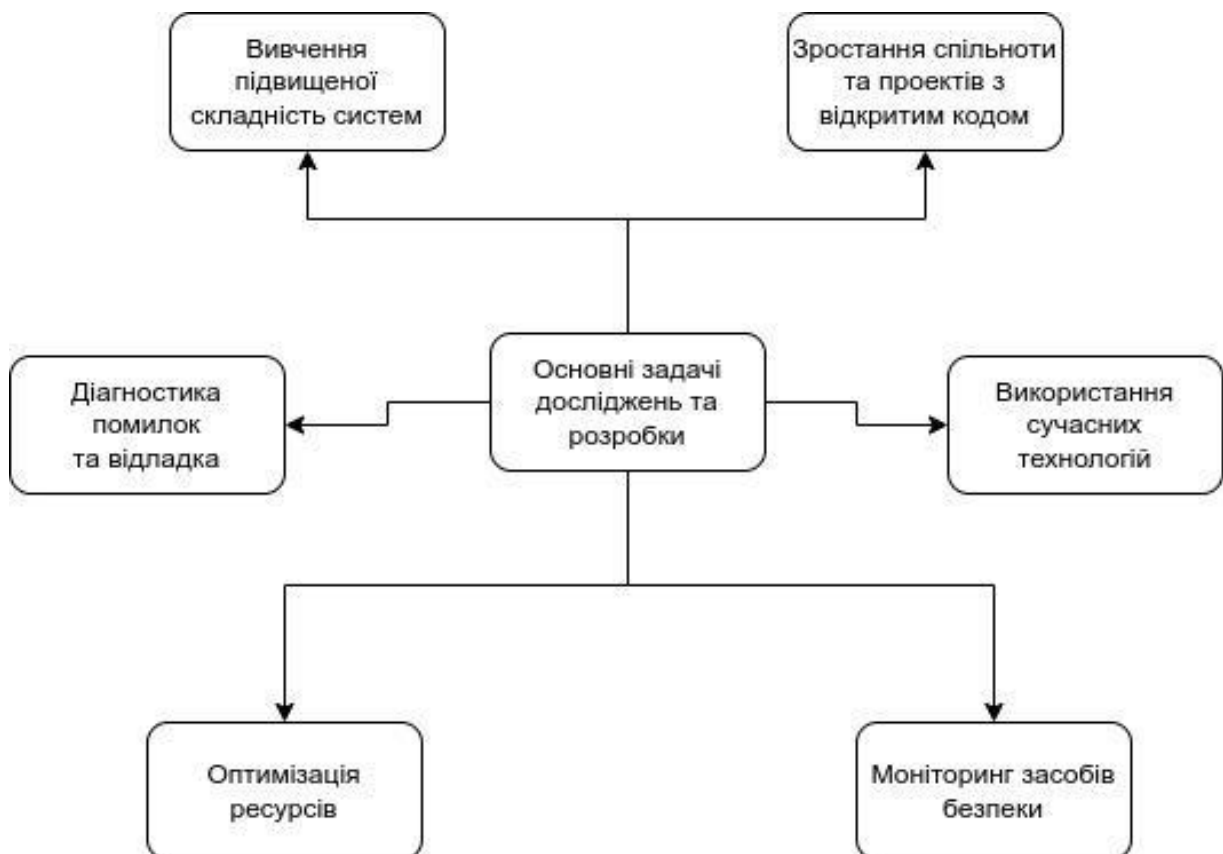 Вивчення
підвищеної
складність систем
Зростання спільноти
та проектів з
відкритим кодом
Діагностика
помилок
та відладка
Основні задачі
досліджень та
розробки
Використання
сучасних
технологій
Оптимізація
ресурсів
Моніторинг засобів
безпеки